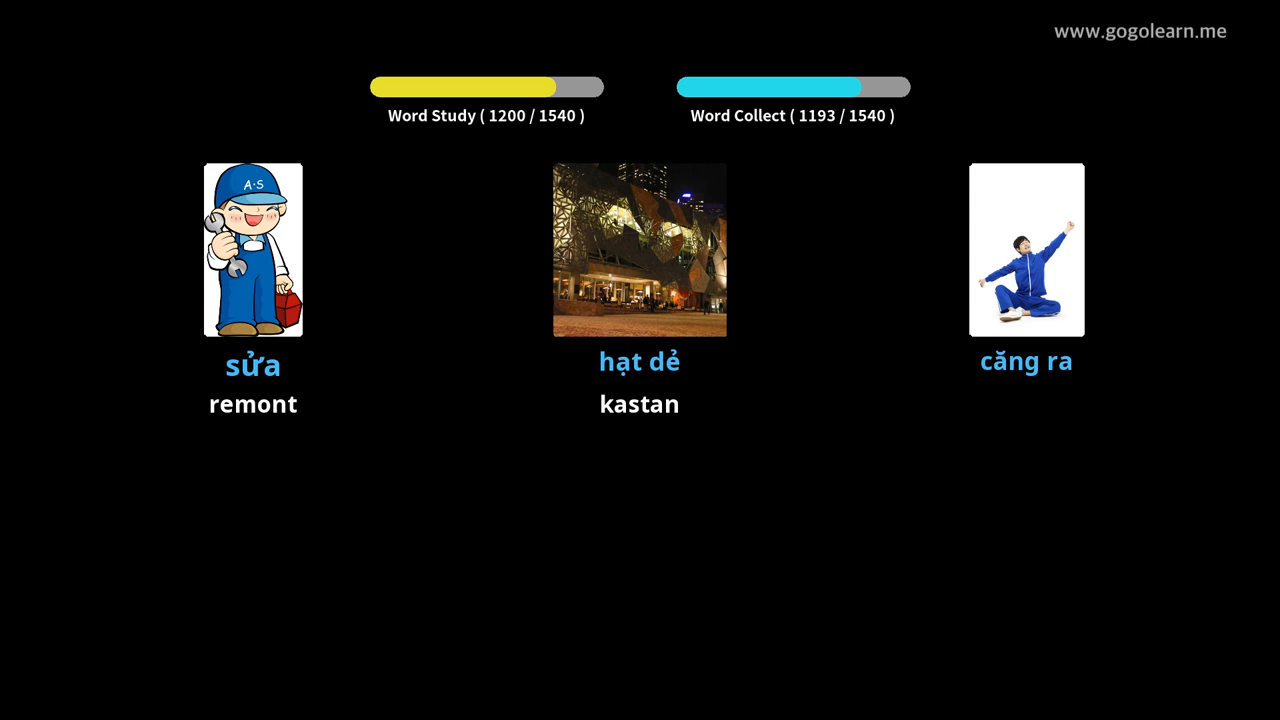 www.gogolearn.me
Word Study ( 1200 / 1540 )
Word Collect ( 1193 / 1540 )
A·S
sửa
hạt dẻ
căng ra
remont
kastan